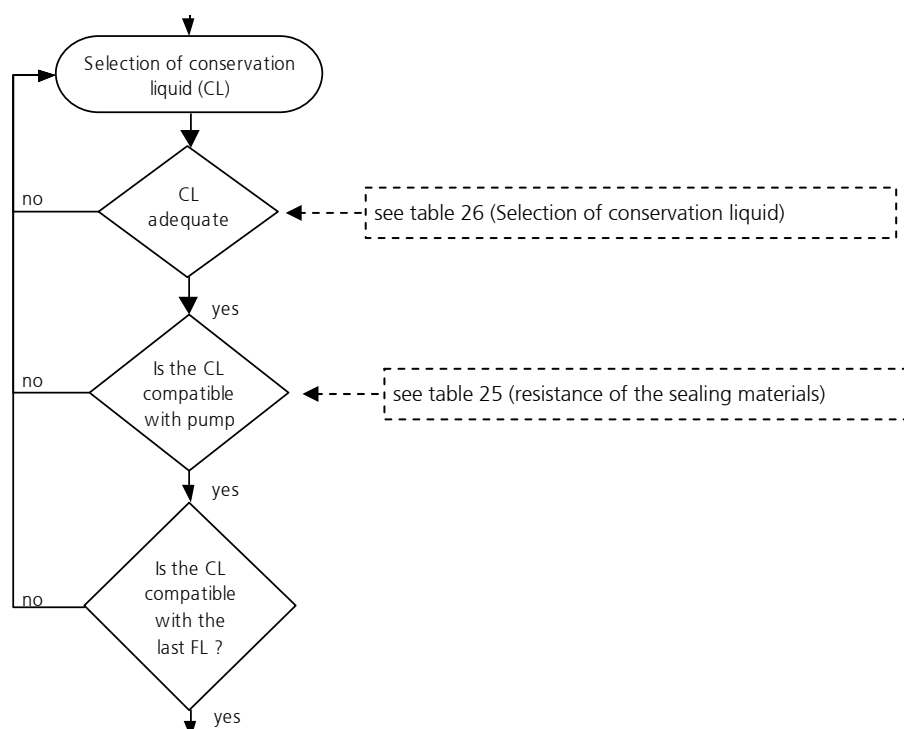 Selection of conservation
liquid (CL)
no
CL
adequate
see table 26 (Selection of conservation liquid)
yes
no
Is the CL
compatible
with pump
see table 25 (resistance of the sealing materials)
yes
no
Is the CL
compatible
with the
last FL ?
yes